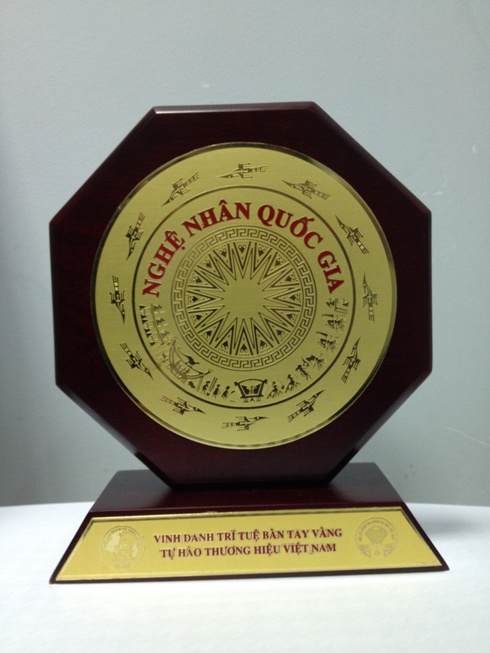 NGHỆ NHÂN QUỐC GIA
VINH DANH TRÍ TUỆ BÀN TAY VÀNG
TỰ HÀO THƯƠNG HIỆU VIỆT NAM